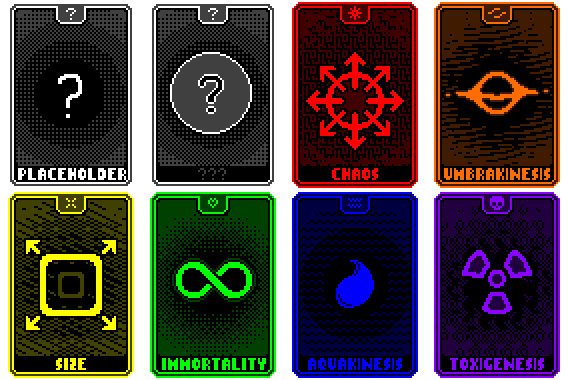 ?
?
?
PLACEHOLDER
?
???
CHAOS
UMBRAKINESIS
SIZE
IMMORTALITY
AQUAKINESIS
TOXIGENESIS